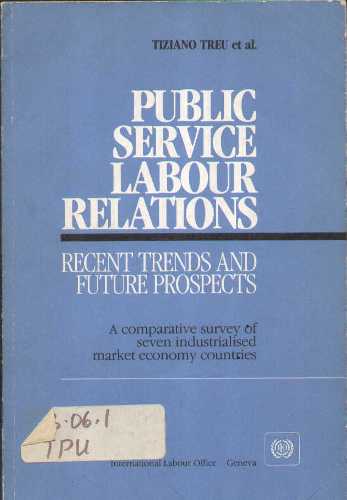 TIZIANO TREU et al.
PUBLIC
SERVICE
LABOUR
RELATIONS
RECENT TRENDS AND
FUTURE PROSPECTS
A comparative survey of
seven industrialised
market economy countries
.06.1
TPU
International Labour Office Geneva